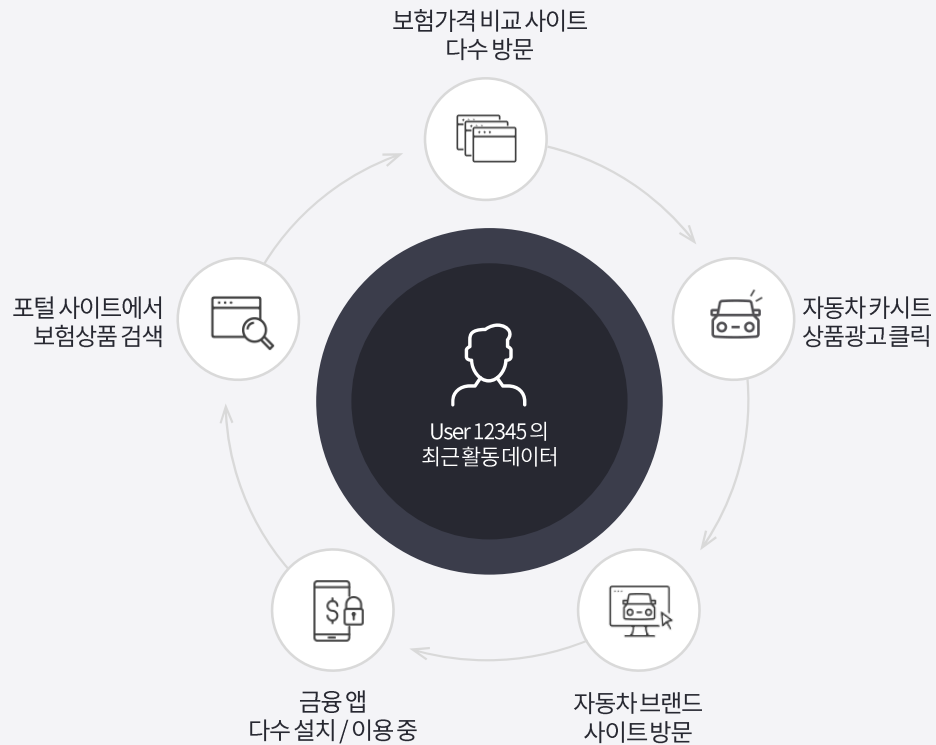 보험가격 비교 사이트
다수 방문
포털 사이트에서
보험상품 검색
자동차 카시트
상품광고 클릭
User 12345 의
최근 활동 데이터
금융 앱
다수 설치 / 이용 중
자동차 브랜드
사이트 방문